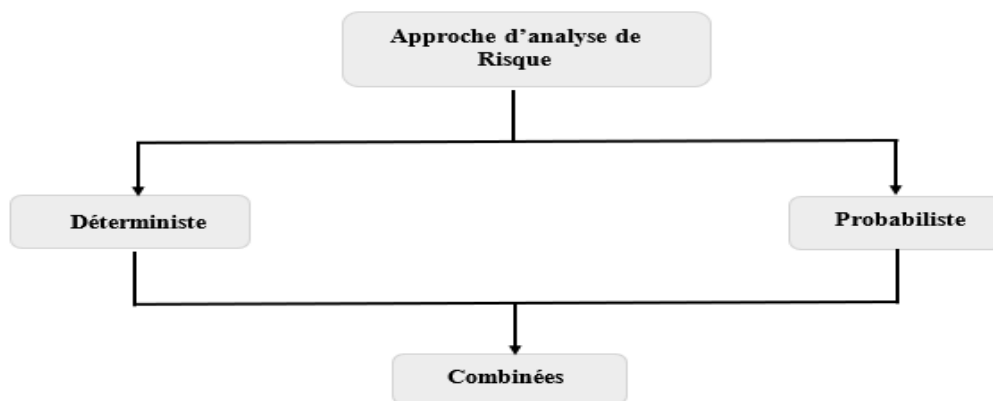 Approche d'analyse de
Risque
Déterministe
Probabiliste
Combinées